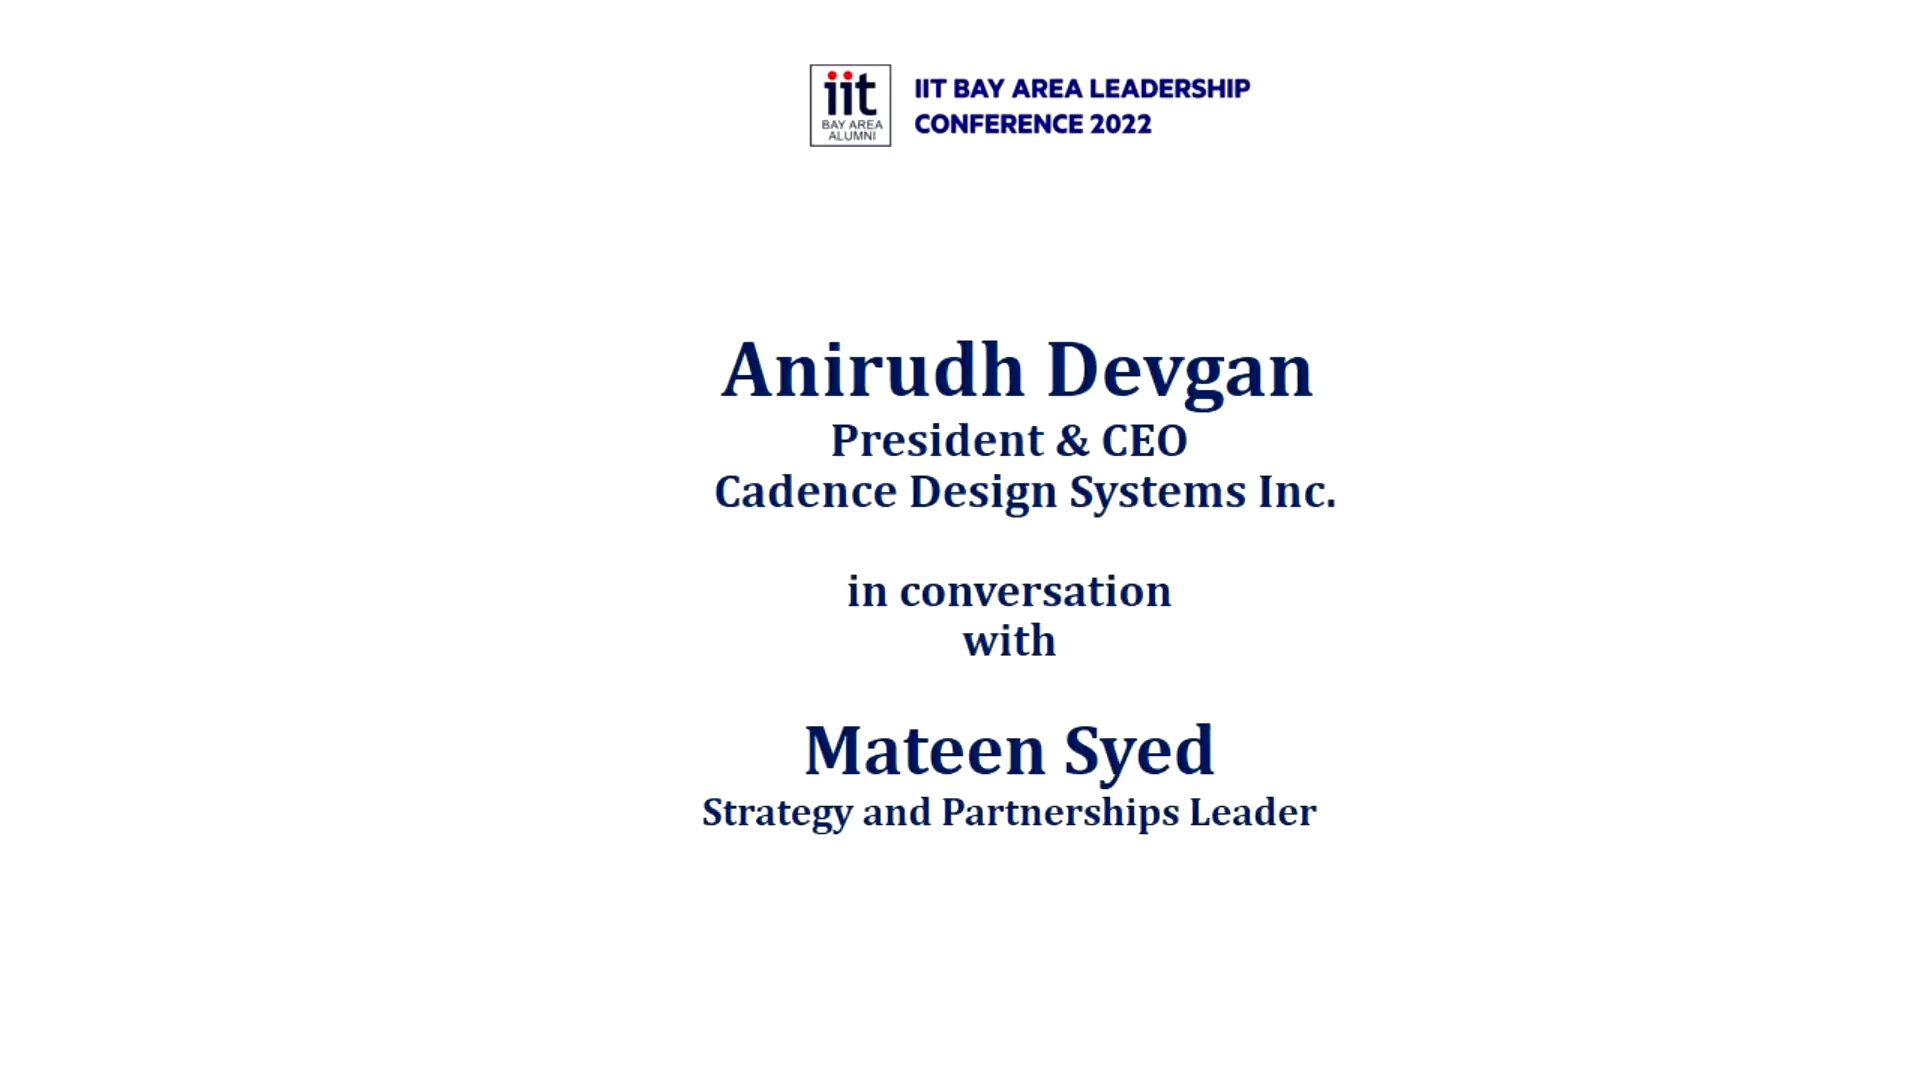 iit
BAY AREA
ALUMNI
IIT BAY AREA LEADERSHIP
CONFERENCE 2022
Anirudh Devgan
President & CEO
Cadence Design Systems Inc.
in conversation
with
Mateen Syed
Strategy and Partnerships Leader